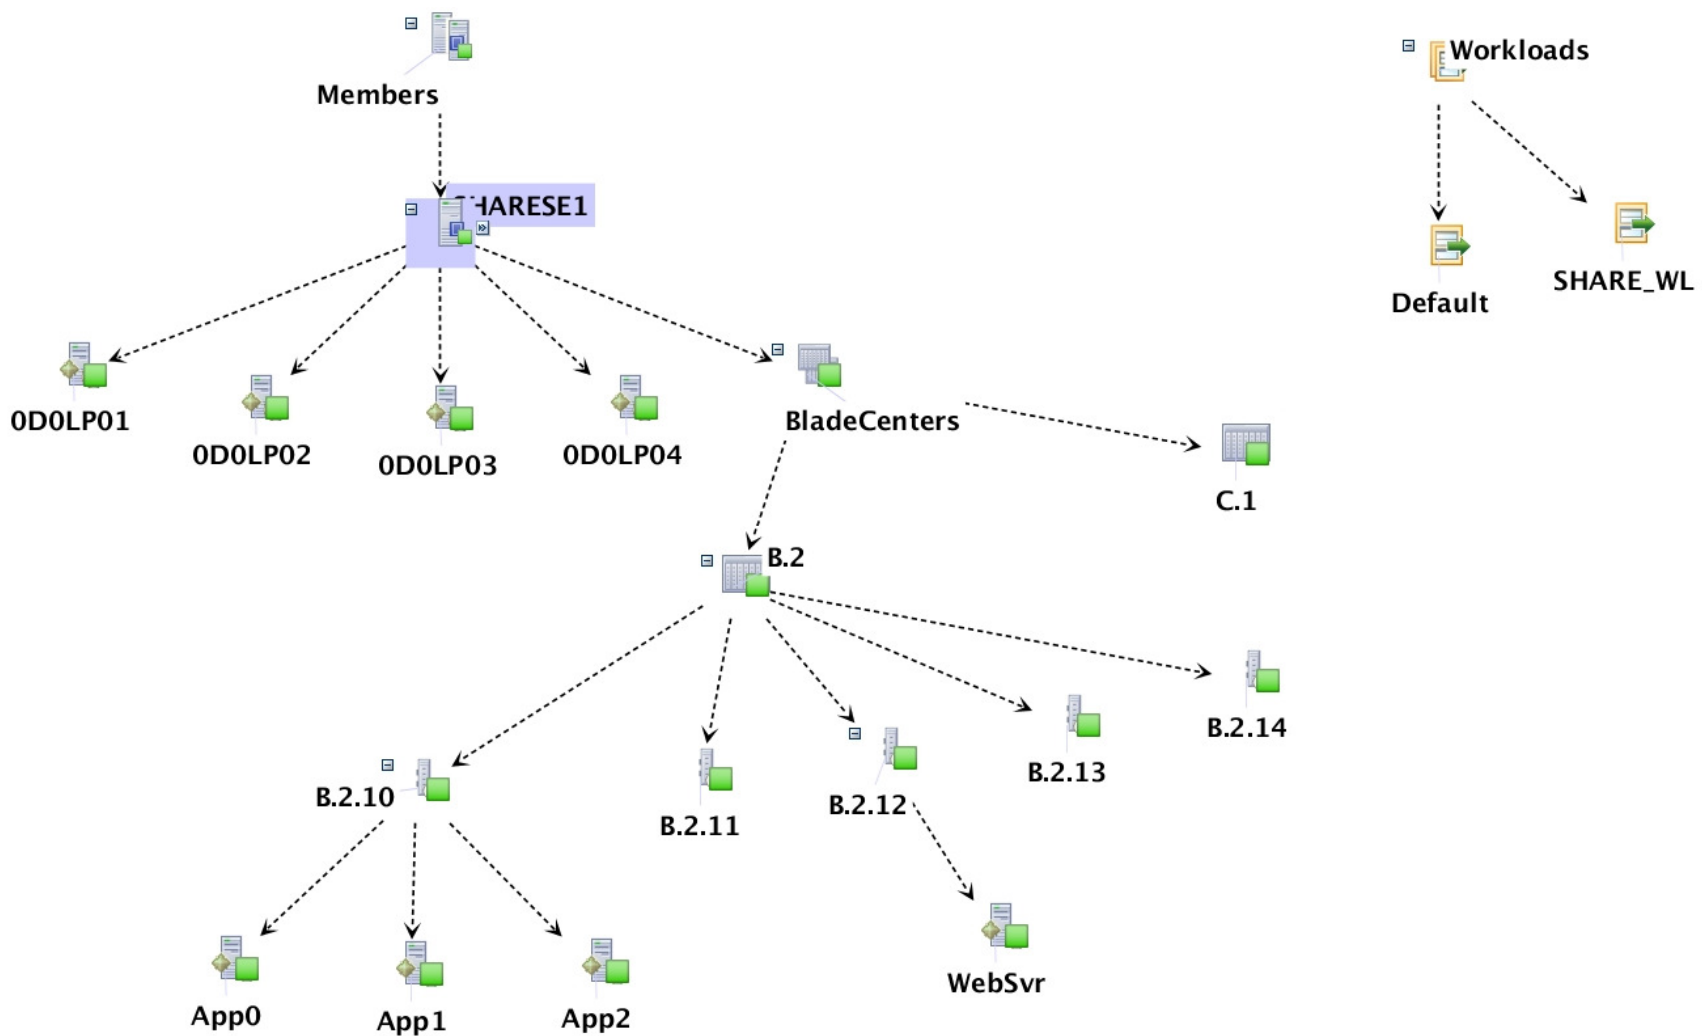 Members
Workloads
SHARESE1
Default
SHARE_WL
0D0LP01
0D0LP02
0D0LP03
0D0LP04
BladeCenters
C.1
B.2
B.2.10
B.2.11
B.2.12
B.2.13
B.2.14
App0
App1
App2
WebSvr